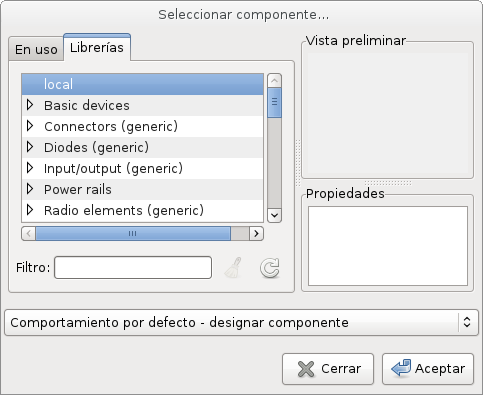 Seleccionar componente...
En uso
Librerías
local
Basic devices
Connectors (generic)
Diodes (generic)
Input/output (generic)
Power rails
Radio elements (generic)
Filtro:
Vista preliminar
Propiedades
Comportamiento por defecto - designar componente
Cerrar
Aceptar